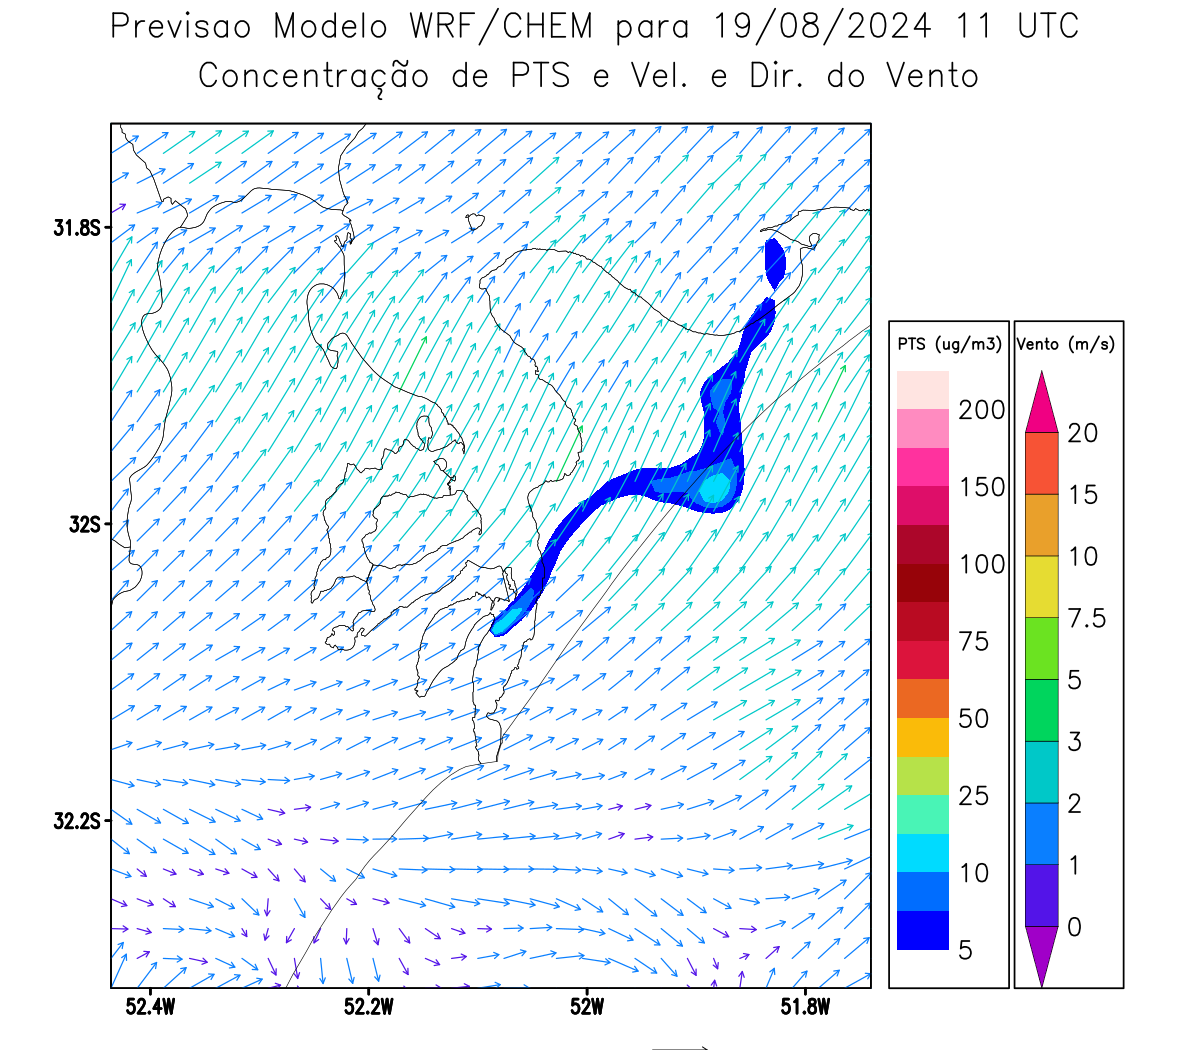 Previsao Modelo WRF/CHEM para 19/08/2024 11 UTC
Concentração de PTS e Vel. e Dir. do Vento
31.8S
32S
32.2S
52.4W
52.2W
52W
51.8W
PTS (ug/m3)
200
150
100
75
50
25
10
5
Vento (m/s)
20
15
10
7.5
5
3
2
1
0